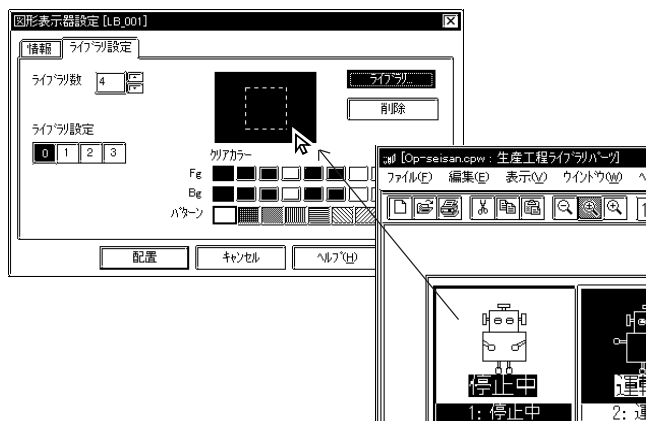 図形表示器設定 [LB_001]
情報 ライブラリ設定
ライブラリ数 4
ライブラリ...
削除
ライブラリ設定
0 1 2 3
クリアカラー
Fg
Bg
パターン
配置 キャンセル ヘルプ(H)
[Op-seisan.cpw : 生産工程ライブラリパーツ]
ファイル(F) 編集(E) 表示(V) ウインドウ(W) ヘ
停止中
1: 停止中
運
2: